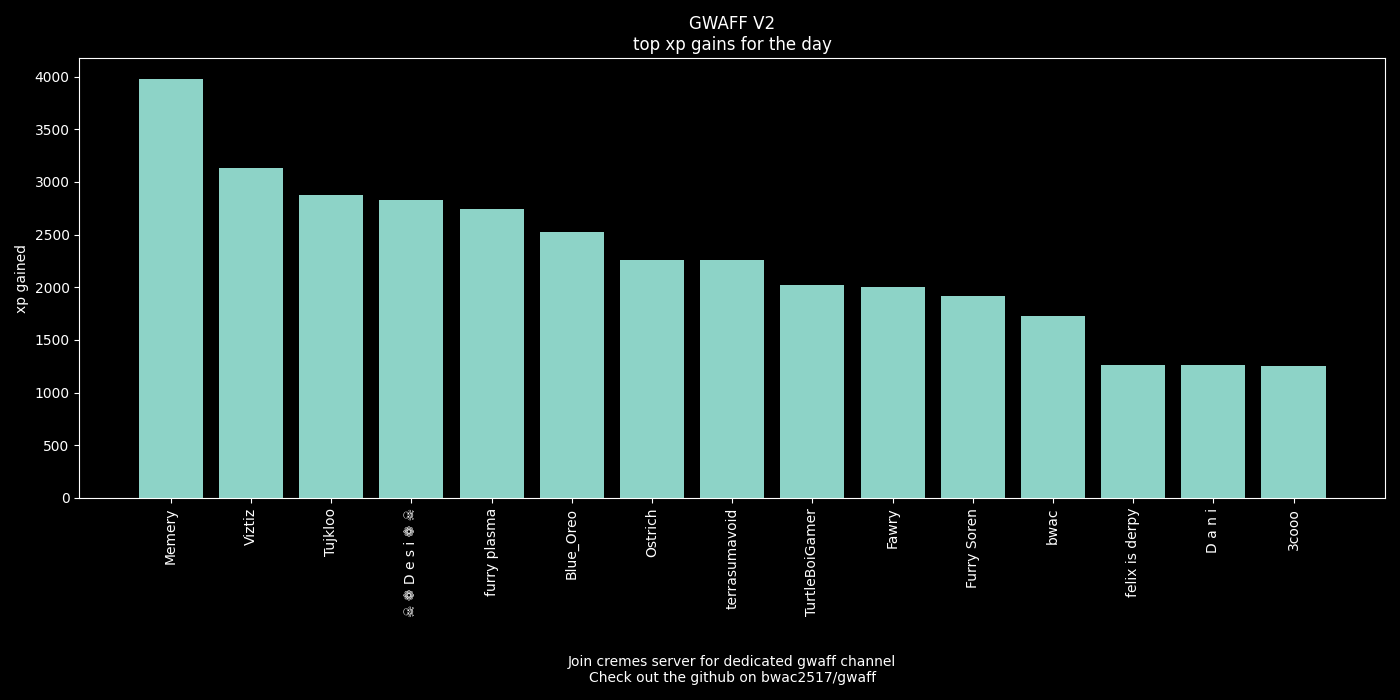 GWAFF V2
top xp gains for the day
xp gained
4000
3500
3000
2500
2000
1500
1000
500
0
Memery
Viztiz
Tujkloo
☠ ❁ D e s i ❁ ☠
furry plasma
Blue_Oreo
Ostrich
terrasumavoid
TurtleBoiGamer
Fawry
Furry Soren
bwac
felix is derpy
D a n i
3cooo
Join cremes server for dedicated gwaff channel
Check out the github on bwac2517/gwaff